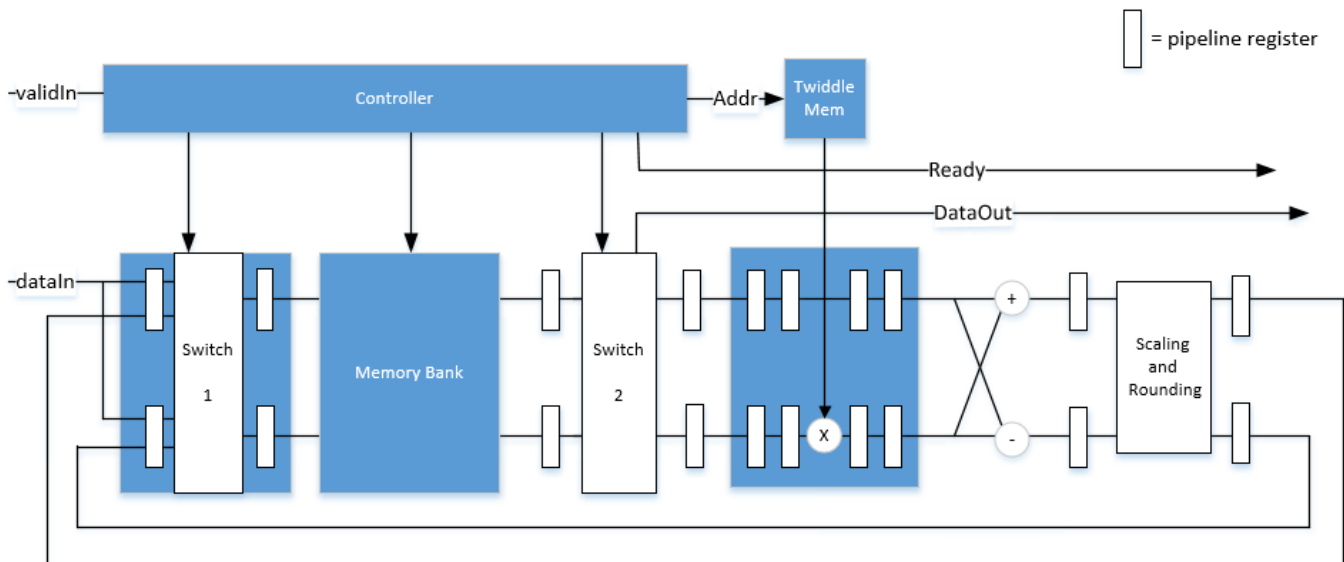 = pipeline register
validIn
Controller
Addr
Twiddle
Mem
Ready
DataOut
dataIn
Switch
1
Memory Bank
Switch
2
X
+
-
Scaling
and
Rounding